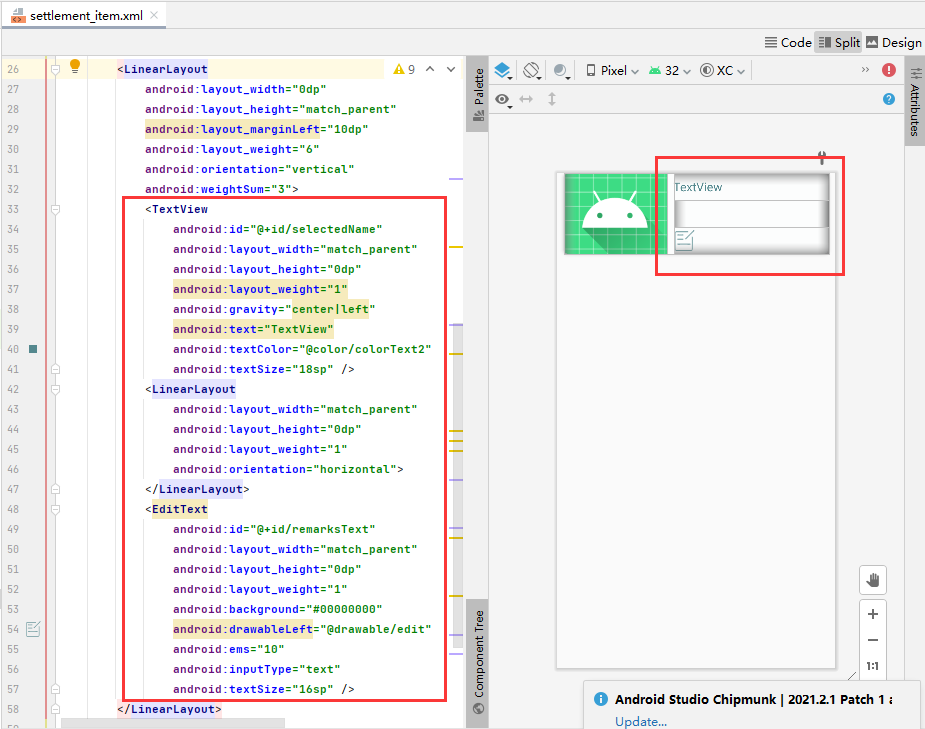 settlement_item.xml
Code Split Design
26 <LinearLayout 9
27 android:layout_width="0dp"
28 android:layout_height="match_parent"
29 android:layout_marginLeft="10dp"
30 android:layout_weight="6"
31 android:orientation="vertical"
32 android:weightSum="3">
33 <TextView
34 android:id="@+id/selectedName"
35 android:layout_width="match_parent"
36 android:layout_height="0dp"
37 android:layout_weight="1"
38 android:gravity="center|left"
39 android:text="TextView"
40 android:textColor="@color/colorText2"
41 android:textSize="18sp" />
42 <LinearLayout
43 android:layout_width="match_parent"
44 android:layout_height="0dp"
45 android:layout_weight="1"
46 android:orientation="horizontal">
47 </LinearLayout>
48 <EditText
49 android:id="@+id/remarksText"
50 android:layout_width="match_parent"
51 android:layout_height="0dp"
52 android:layout_weight="1"
53 android:background="#00000000"
54 android:drawableLeft="@drawable/edit"
55 android:ems="10"
56 android:inputType="text"
57 android:textSize="16sp" />
58 </LinearLayout>
Palette
Component Tree
Pixel 32 XC
Attributes
TextView
1:1
Android Studio Chipmunk | 2021.2.1 Patch 1
Update...